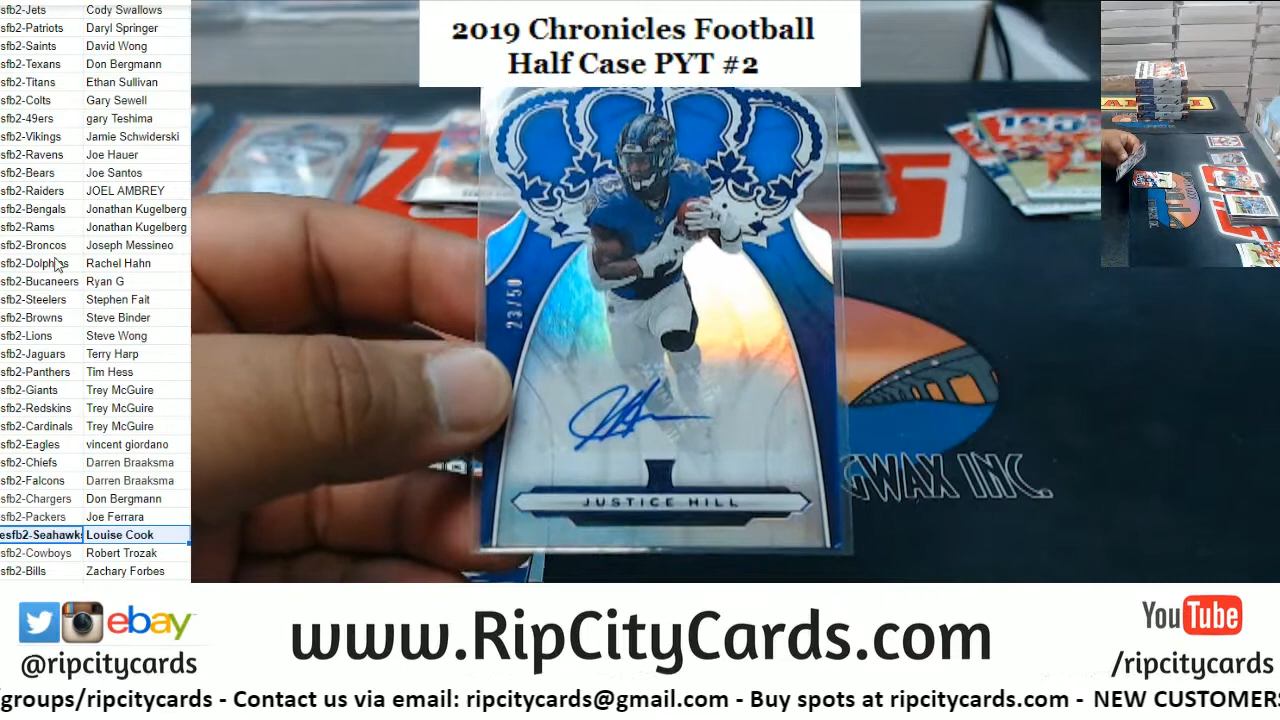 2019 Chronicles Football
Half Case PYT #2
sfb2-Jets Cody Swallows
sfb2-Patriots Daryl Springer
sfb2-Saints David Wong
sfb2-Texans Don Bergmann
sfb2-Titans Ethan Sullivan
sfb2-Colts Gary Sewell
sfb2-49ers gary Teshima
sfb2-Vikings Jamie Schwiderski
sfb2-Ravens Joe Hauer
sfb2-Bears Joe Santos
sfb2-Raiders JOEL AMBREY
sfb2-Bengals Jonathan Kugelberg
sfb2-Rams Jonathan Kugelberg
sfb2-Broncos Joseph Messineo
sfb2-Dolphins Rachel Hahn
sfb2-Bucaneers Ryan G
sfb2-Steelers Stephen Fait
sfb2-Browns Steve Binder
sfb2-Lions Steve Wong
sfb2-Jaguars Terry Harp
sfb2-Panthers Tim Hess
sfb2-Giants Trey McGuire
sfb2-Redskins Trey McGuire
sfb2-Cardinals Trey McGuire
sfb2-Eagles vincent giordano
sfb2-Chiefs Darren Braaksma
sfb2-Falcons Darren Braaksma
sfb2-Chargers Don Bergmann
sfb2-Packers Joe Ferrara
esfb2-Seahawks Louise Cook
sfb2-Cowboys Robert Trozak
sfb2-Bills Zachary Forbes
23/50
JUSTICE HILL
GWAX INC.
ebay
@ripcitycards
www.RipCityCards.com
YouTube
/ripcitycards
/groups/ripcitycards - Contact us via email: ripcitycards@gmail.com - Buy spots at ripcitycards.com - NEW CUSTOMERS